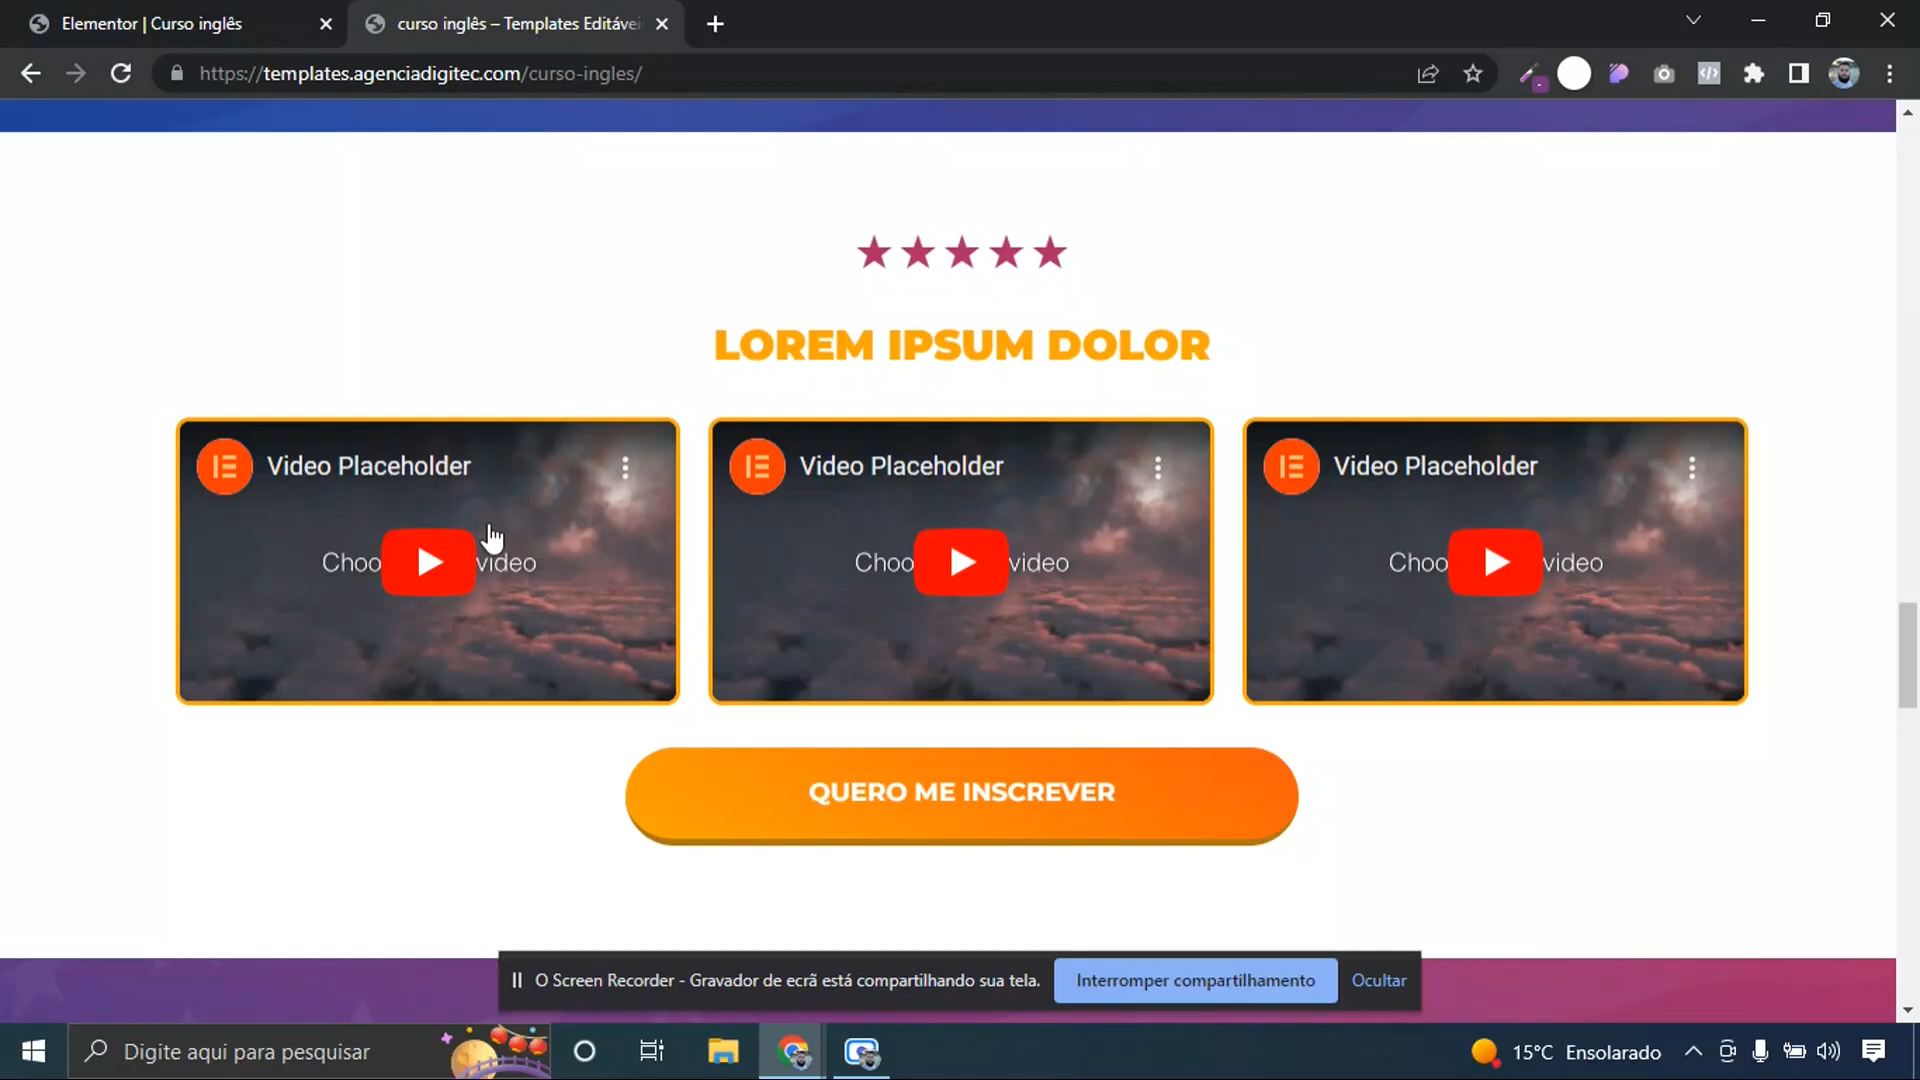 Elementor | Curso inglês
curso inglês – Templates Editávei
https://templates.agenciadigitec.com/curso-ingles/
LOREM IPSUM DOLOR
Video Placeholder
Choo video
Video Placeholder
Choo video
Video Placeholder
Choo video
QUERO ME INSCREVER
O Screen Recorder - Gravador de ecrã está compartilhando sua tela.
Interromper compartilhamento
Ocultar
Digite aqui para pesquisar
15°C Ensolarado